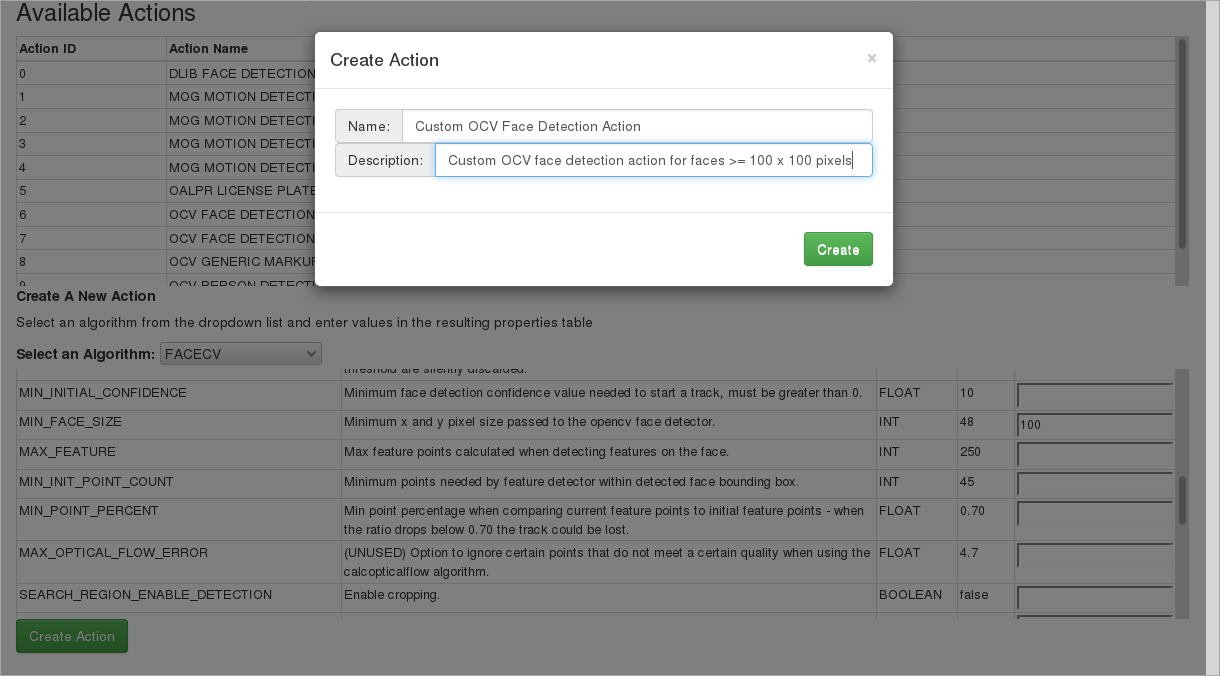 Available Actions
Create Action ×
Action ID Action Name
0 DLIB FACE DETECTION
1 MOG MOTION DETECTI
2 MOG MOTION DETECTI
3 MOG MOTION DETECTI
4 MOG MOTION DETECTI
5 OALPR LICENSE PLATE
6 OCV FACE DETECTION
7 OCV FACE DETECTION
8 OCV GENERIC MARKUP
9 OCV PERSON DETECTI
Name: Custom OCV Face Detection Action
Description: Custom OCV face detection action for faces >= 100 x 100 pixels
Create
Create A New Action
Select an algorithm from the dropdown list and enter values in the resulting properties table
Select an Algorithm: FACECV
threshold are silently discarded.
MIN_INITIAL_CONFIDENCE Minimum face detection confidence value needed to start a track, must be greater than 0. FLOAT 10
MIN_FACE_SIZE Minimum x and y pixel size passed to the opencv face detector. INT 48 100
MAX_FEATURE Max feature points calculated when detecting features on the face. INT 250
MIN_INIT_POINT_COUNT Minimum points needed by feature detector within detected face bounding box. INT 45
MIN_POINT_PERCENT Min point percentage when comparing current feature points to initial feature points - when FLOAT 0.70
the ratio drops below 0.70 the track could be lost.
MAX_OPTICAL_FLOW_ERROR (UNUSED) Option to ignore certain points that do not meet a certain quality when using the FLOAT 4.7
calcopticalflow algorithm.
SEARCH_REGION_ENABLE_DETECTION Enable cropping. BOOLEAN false
Create Action